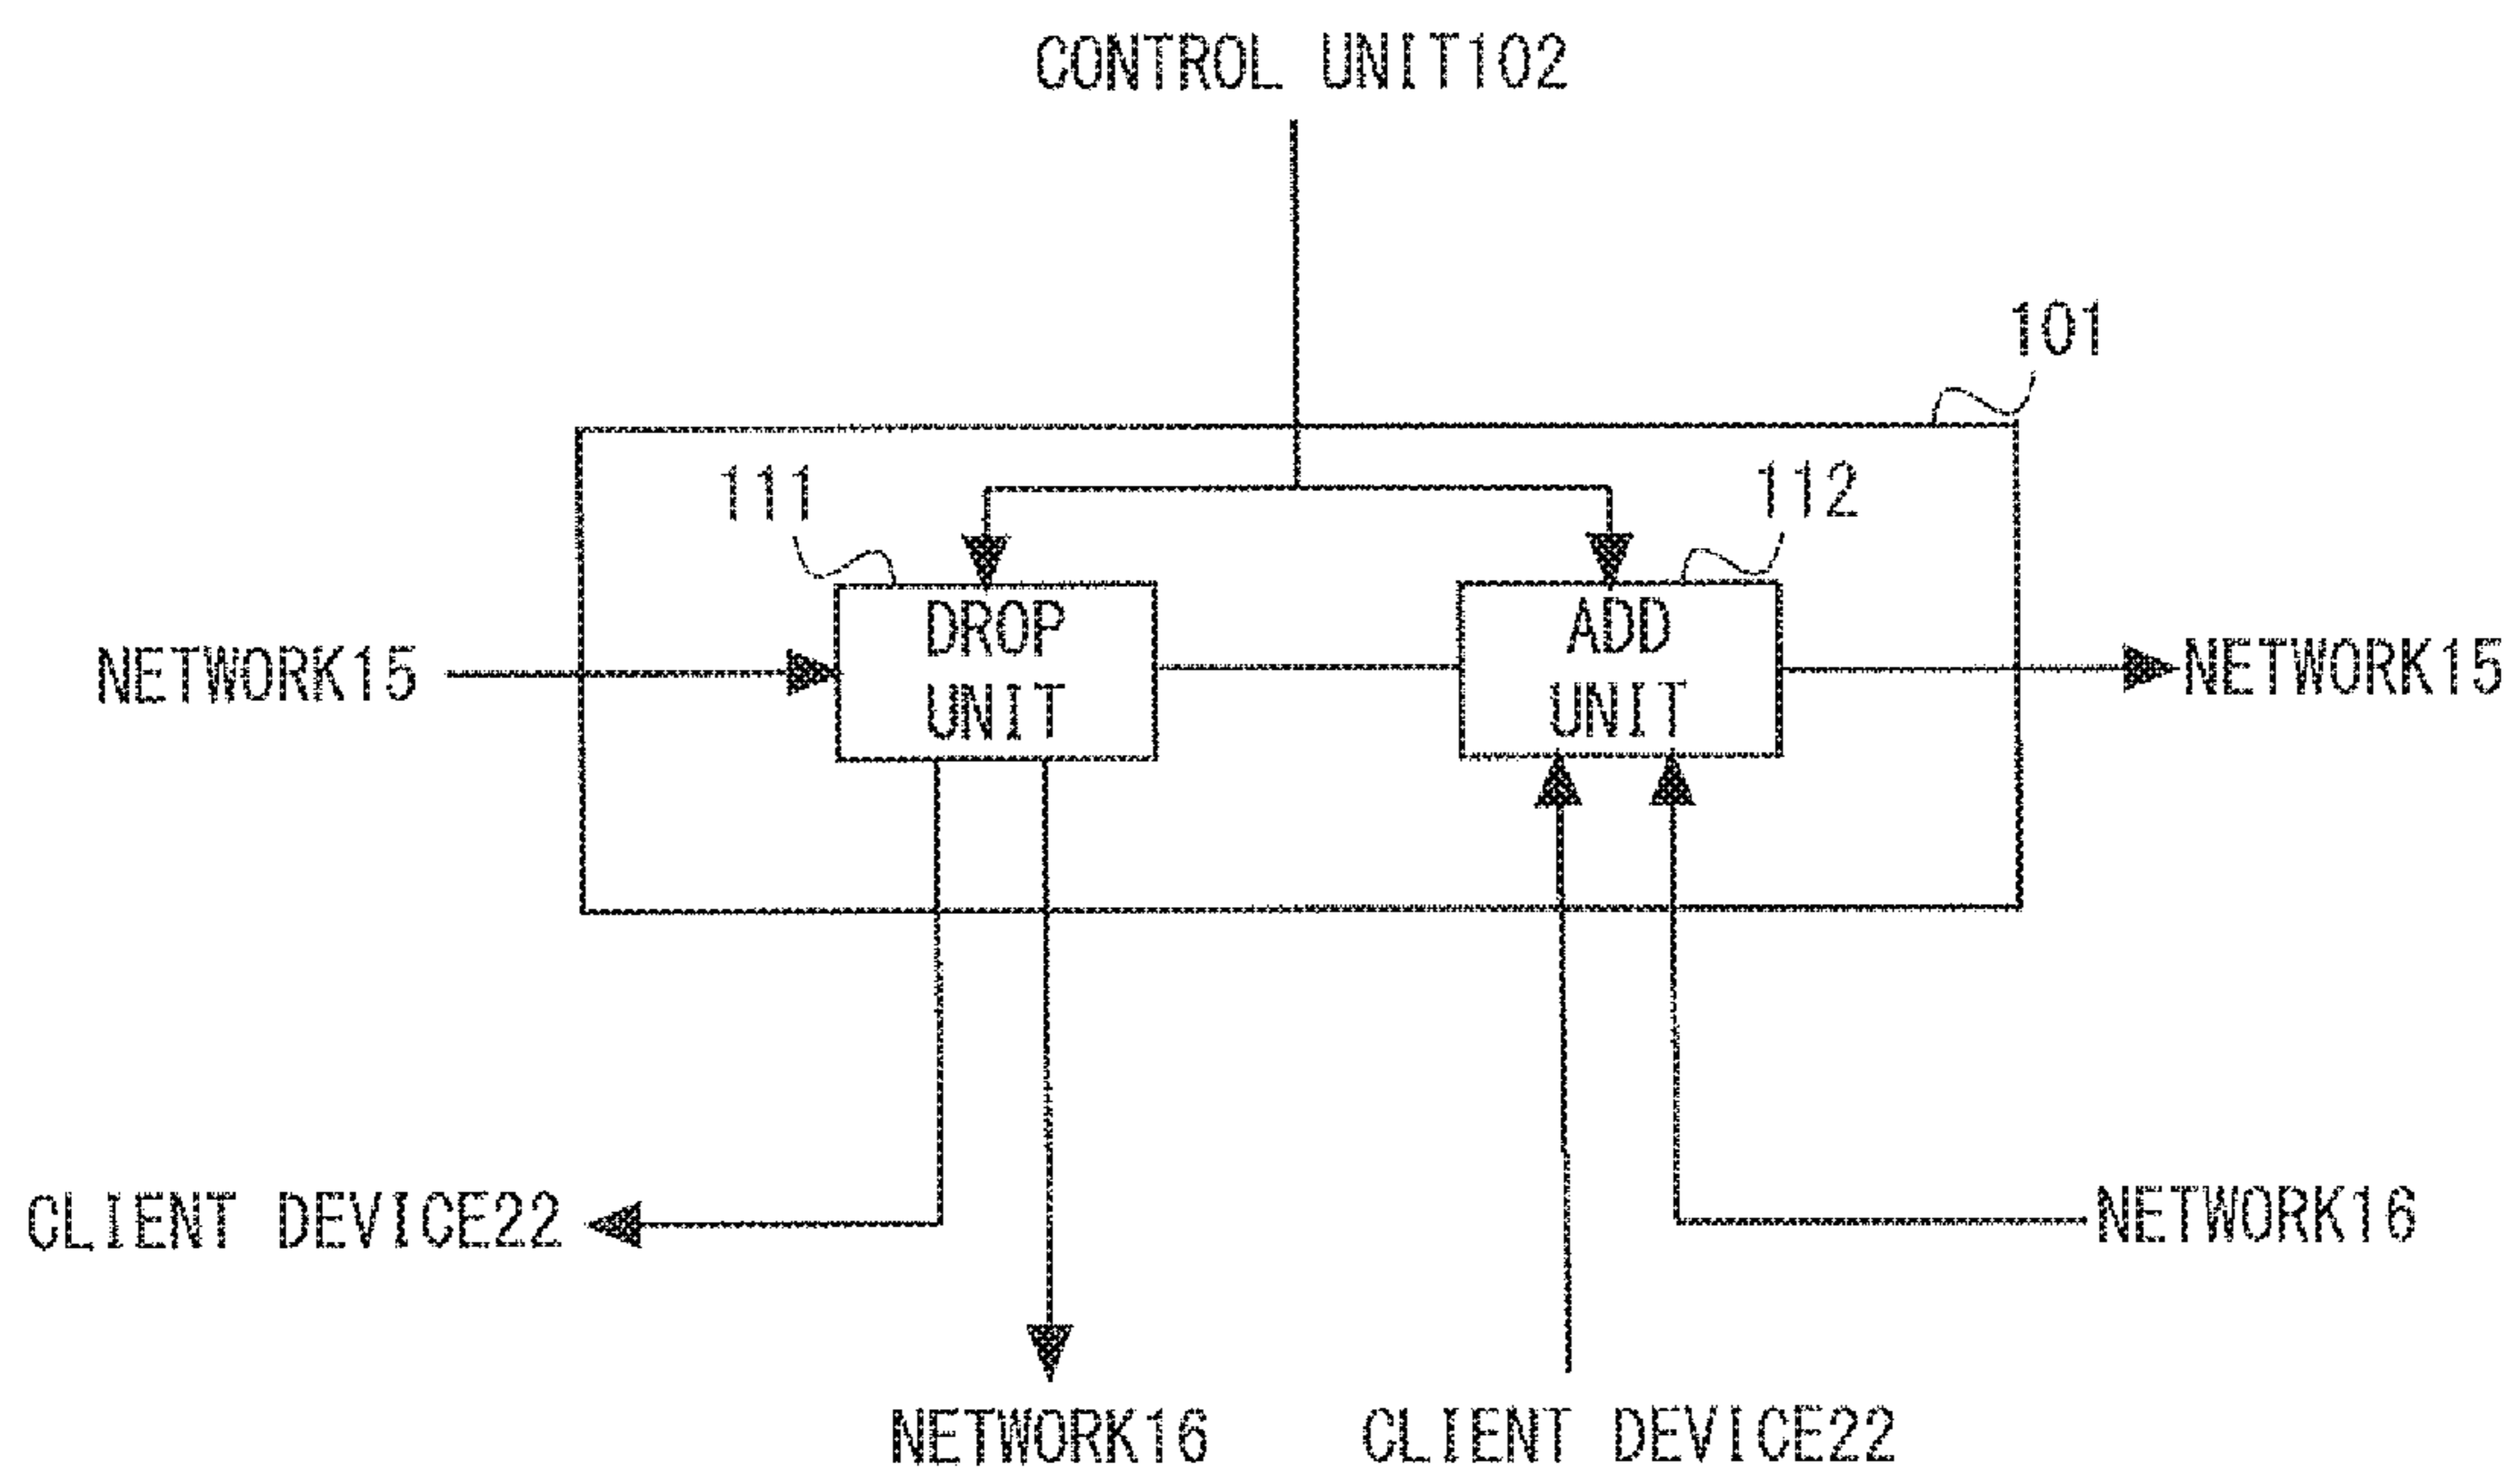 CONTROL UNIT102
101
111
112
DROP
UNIT
ADD
UNIT
NETWORK15
NETWORK15
CLIENT DEVICE22
NETWORK16
NETWORK16
CLIENT DEVICE22